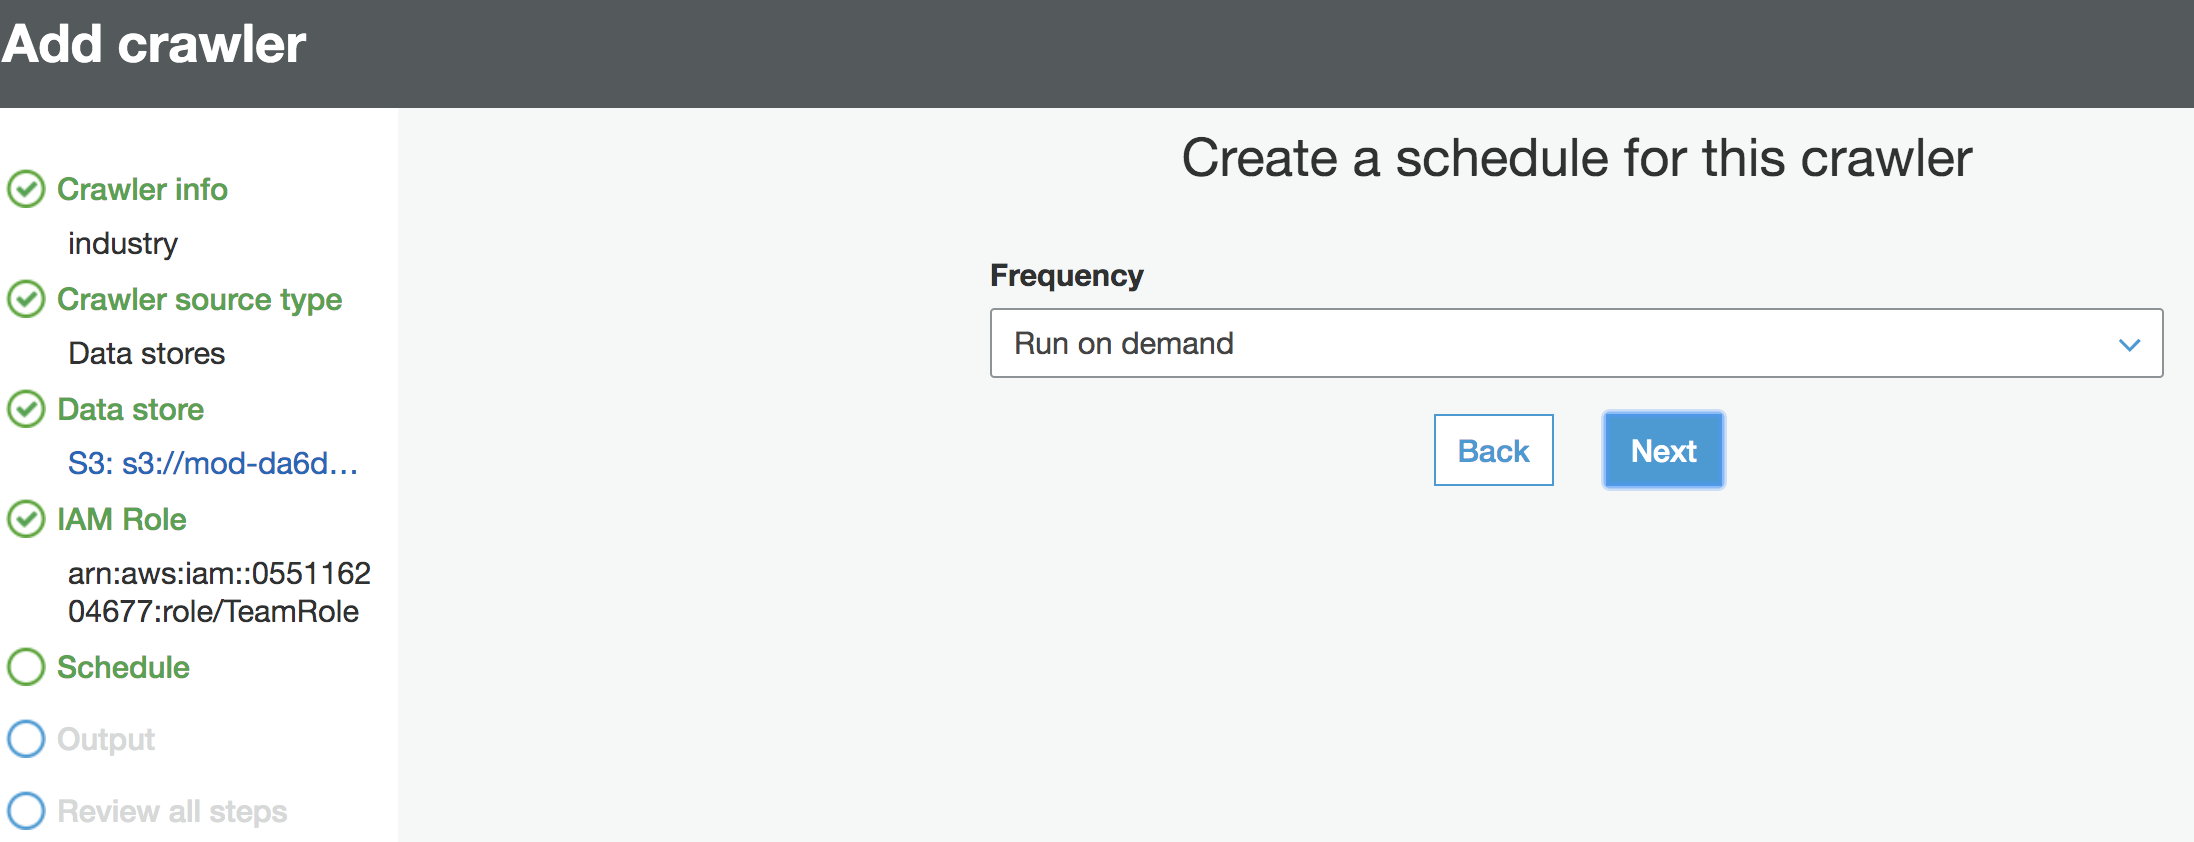 Add crawler
Crawler info
industry
Crawler source type
Data stores
Data store
S3: s3://mod-da6d...
IAM Role
arn:aws:iam::0551162
04677:role/TeamRole
Schedule
Output
Review all steps
Create a schedule for this crawler
Frequency
Run on demand
Back
Next